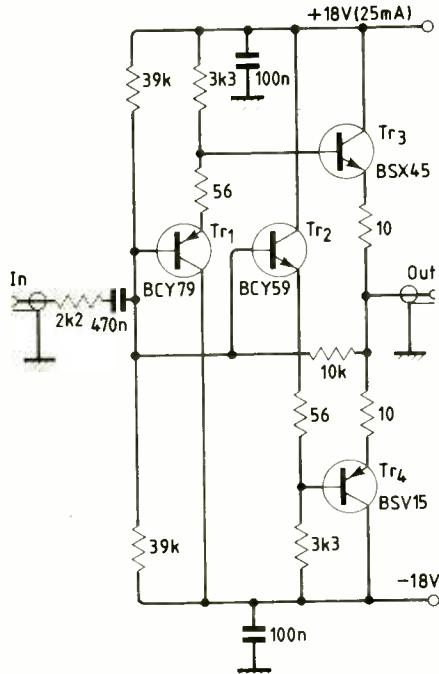 +18V(25mA)
39k
3k3
100n
Tr3
BSX45
56
Tr1
Tr2
10
In
BCY79
BCY59
Out
2k2
470n
10k
56
10
Tr4
BSV15
39k
3k3
-18V
100n